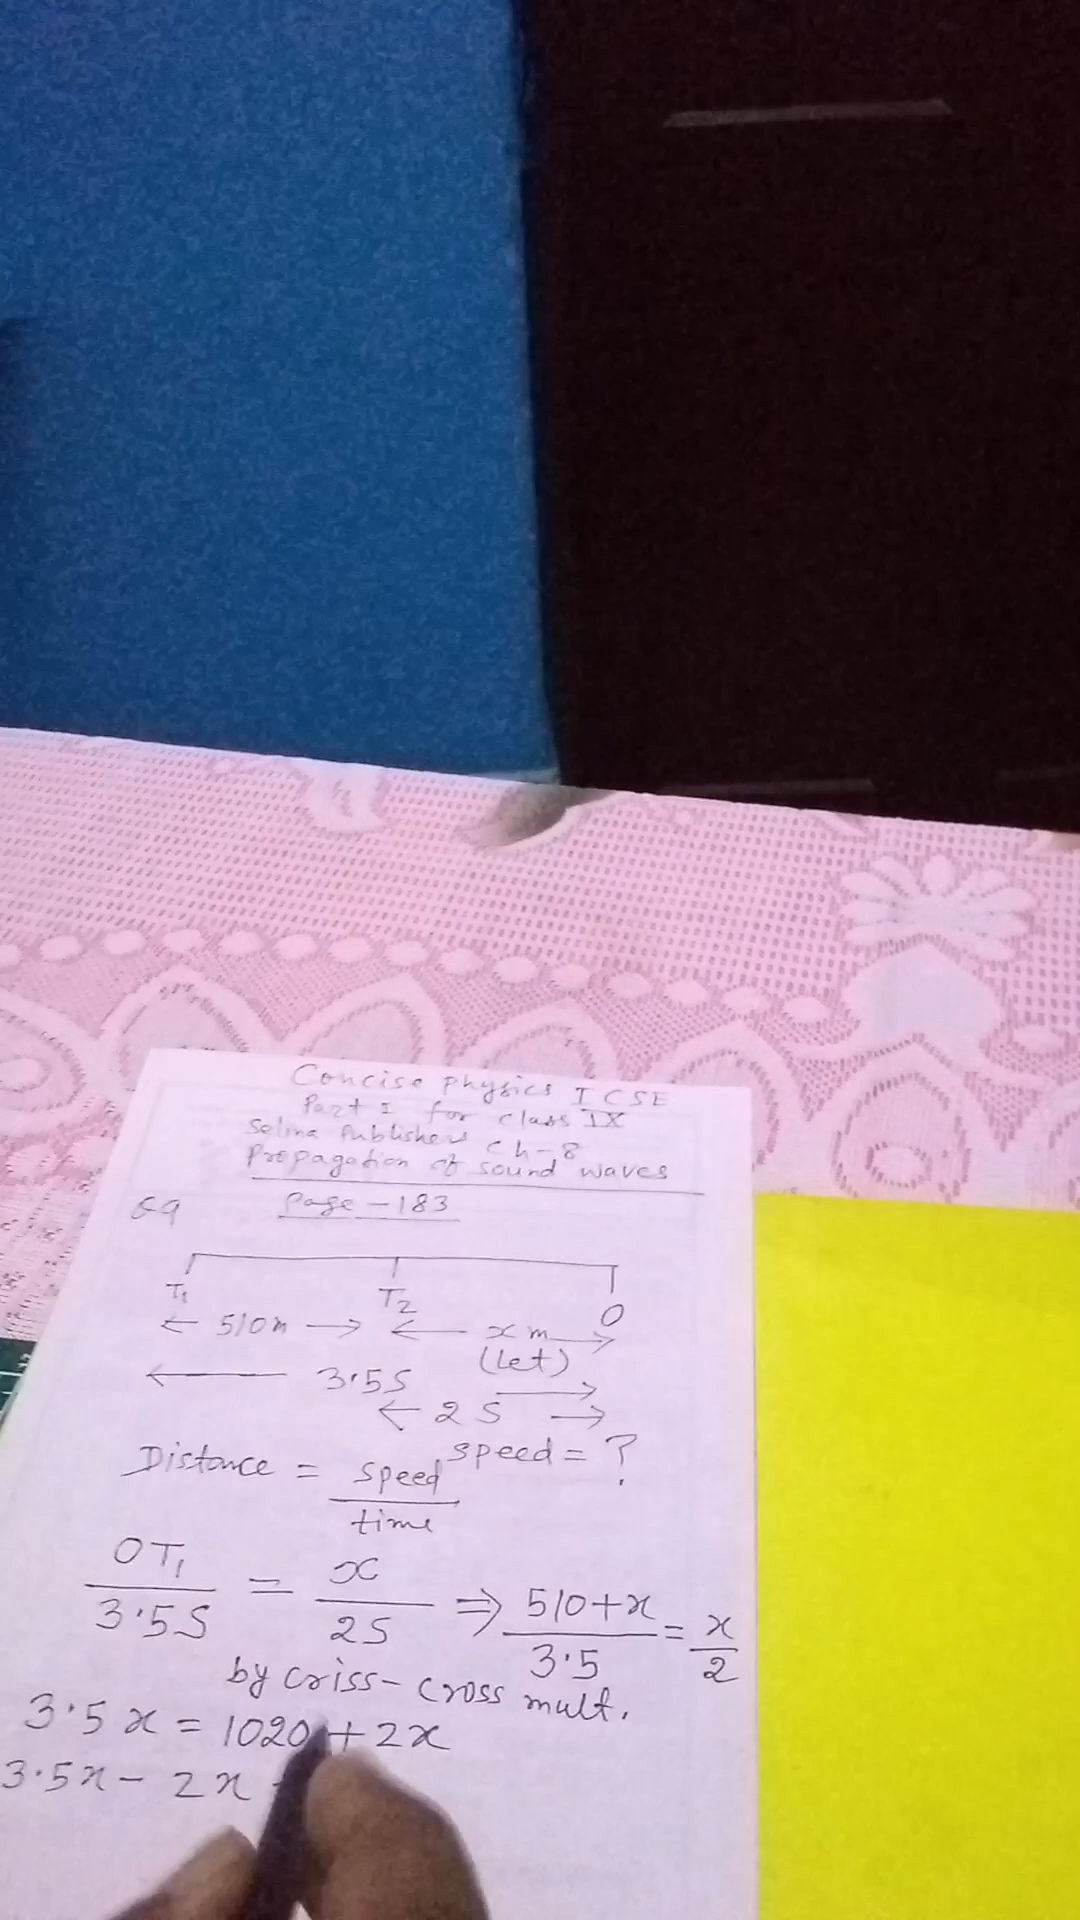 Concise Physics ICSE
Part I for class IX
Selina Publishers Ch-8
Propagation of sound waves
Page - 183
T₁ T₂ O
← 510m → ← x m →
(Let)
← 3.5S →
← 2 S →
speed = ?
Distance = speed / time
OT₁ / 3.5S = x / 2S ⇒ 510+x / 3.5 = x / 2
by criss-cross mult.
3.5x = 1020 + 2x
3.5x - 2x